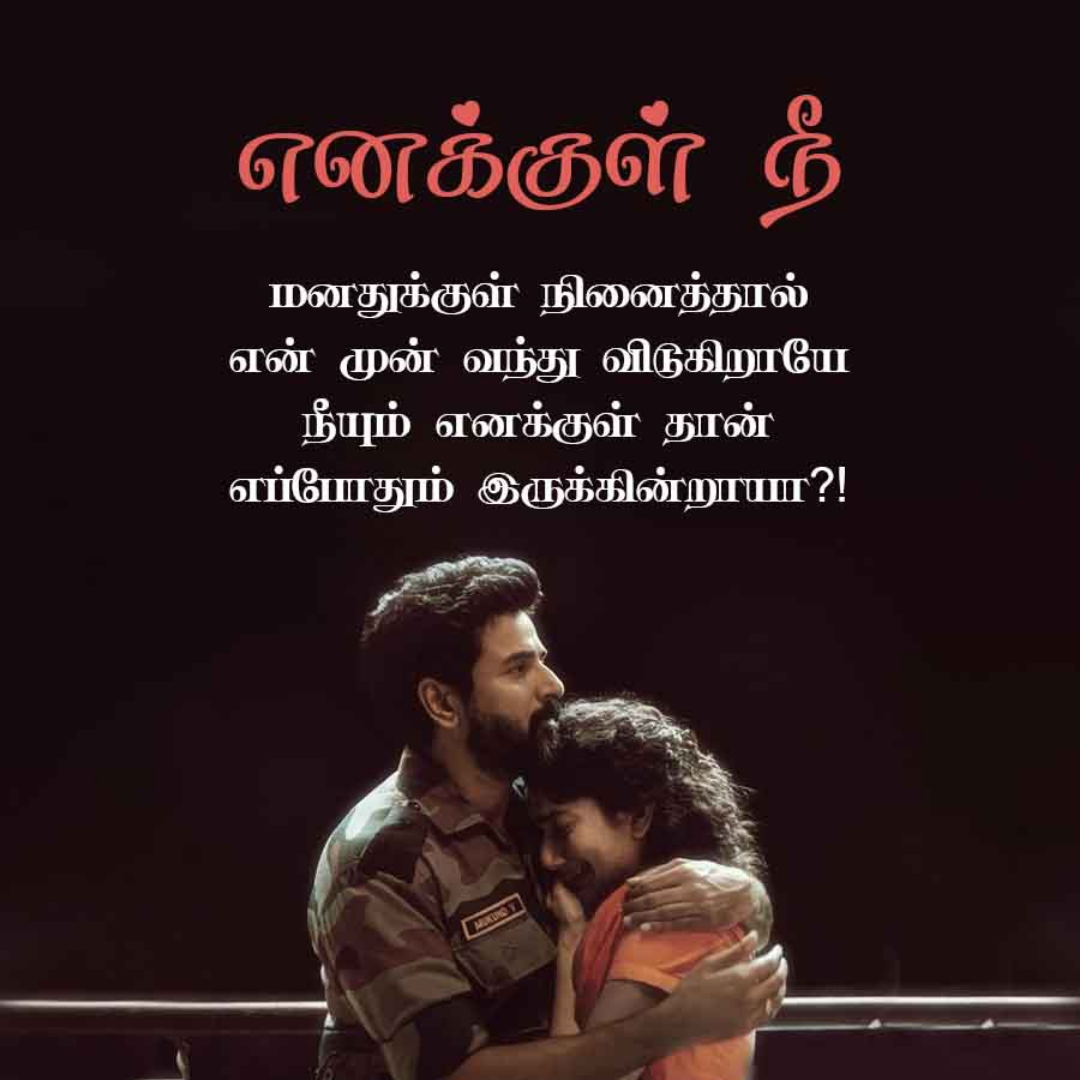 எனக்குள் நீ
மனதுக்குள் நினைத்தால்
என் முன் வந்து விடுகிறாயே
நீயும் எனக்குள் தான்
எப்போதும் இருக்கின்றாயா?!
MUKUND V